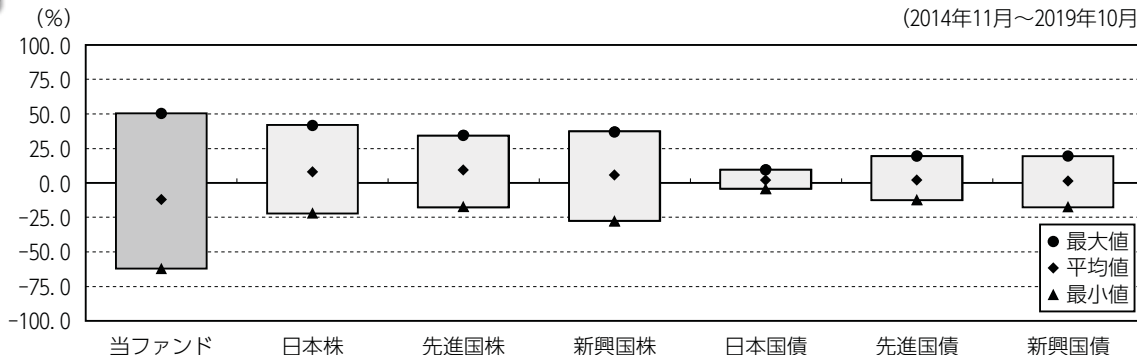 (%)
(2014年11月～2019年10月
100.0
75.0
50.0
25.0
0.0
-25.0
-50.0
-75.0
-100.0
● 最大値
◆ 平均値
▲ 最小値
当ファンド 日本株 先進国株 新興国株 日本国債 先進国債 新興国債